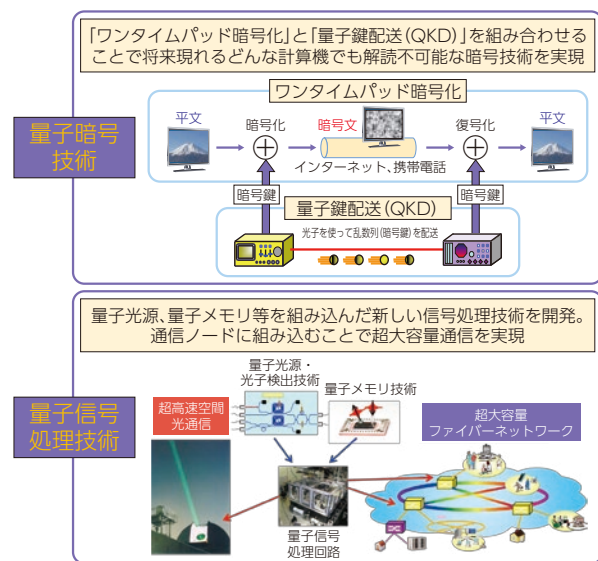 「ワンタイムパッド暗号化」と「量子鍵配送(QKD)」を組み合わせる
ことで将来現れるどんな計算機でも解読不可能な暗号技術を実現
ワンタイムパッド暗号化
平文
暗号化
暗号文
復号化
平文
インターネット、携帯電話
量子暗号
技術
暗号鍵
暗号鍵
量子鍵配送(QKD)
光子を使って乱数列(暗号鍵)を配送
量子光源、量子メモリ等を組み込んだ新しい信号処理技術を開発。
通信ノードに組み込むことで超大容量通信を実現
量子信号
処理技術
量子光源・
光子検出技術
量子メモリ技術
超高速空間
光通信
超大容量
ファイバーネットワーク
量子信号
処理回路